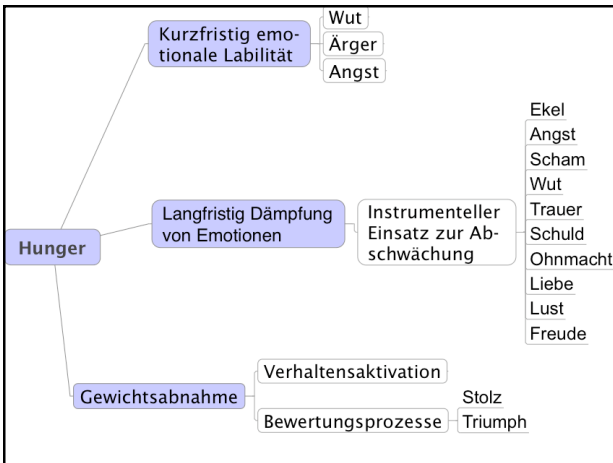 Kurzfristig emo-
tionale Labilität
Wut
Ärger
Angst
Hunger
Langfristig Dämpfung
von Emotionen
Instrumenteller
Einsatz zur Ab-
schwächung
Ekel
Angst
Scham
Wut
Trauer
Schuld
Ohnmacht
Liebe
Lust
Freude
Gewichtsabnahme
Verhaltensaktivation
Bewertungsprozesse
Stolz
Triumph